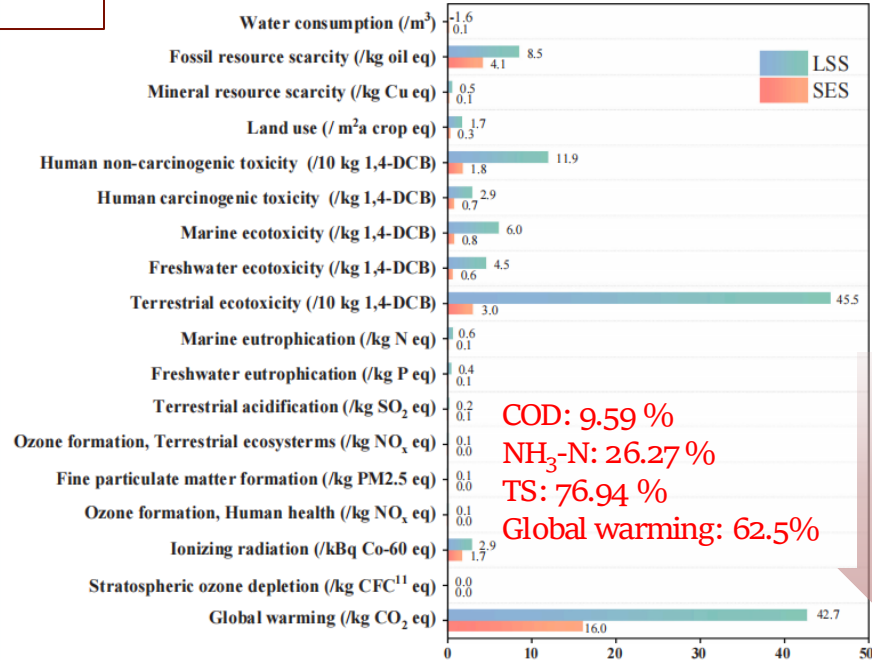 Water consumption (/m³)
-1.6
0.1
Fossil resource scarcity (/kg oil eq)
8.5
4.1
LSS
SES
Mineral resource scarcity (/kg Cu eq)
0.5
0.1
Land use (/ m²a crop eq)
1.7
0.3
Human non-carcinogenic toxicity (/10 kg 1,4-DCB)
11.9
1.8
Human carcinogenic toxicity (/kg 1,4-DCB)
2.9
0.7
Marine ecotoxicity (/kg 1,4-DCB)
6.0
0.8
Freshwater ecotoxicity (/kg 1,4-DCB)
4.5
0.6
Terrestrial ecotoxicity (/10 kg 1,4-DCB)
45.5
3.0
Marine eutrophication (/kg N eq)
0.6
0.1
Freshwater eutrophication (/kg P eq)
0.4
0.1
Terrestrial acidification (/kg SO₂ eq)
0.2
0.1
Ozone formation, Terrestrial ecosysterms (/kg NOₓ eq)
0.1
0.0
Fine particulate matter formation (/kg PM2.5 eq)
0.1
0.0
Ozone formation, Human health (/kg NOₓ eq)
0.1
0.0
COD: 9.59 %
NH₃-N: 26.27 %
TS: 76.94 %
Global warming: 62.5%
Ionizing radiation (/kBq Co-60 eq)
2.9
1.7
Stratospheric ozone depletion (/kg CFC¹¹ eq)
0.0
0.0
Global warming (/kg CO₂ eq)
42.7
16.0
0 10 20 30 40 50